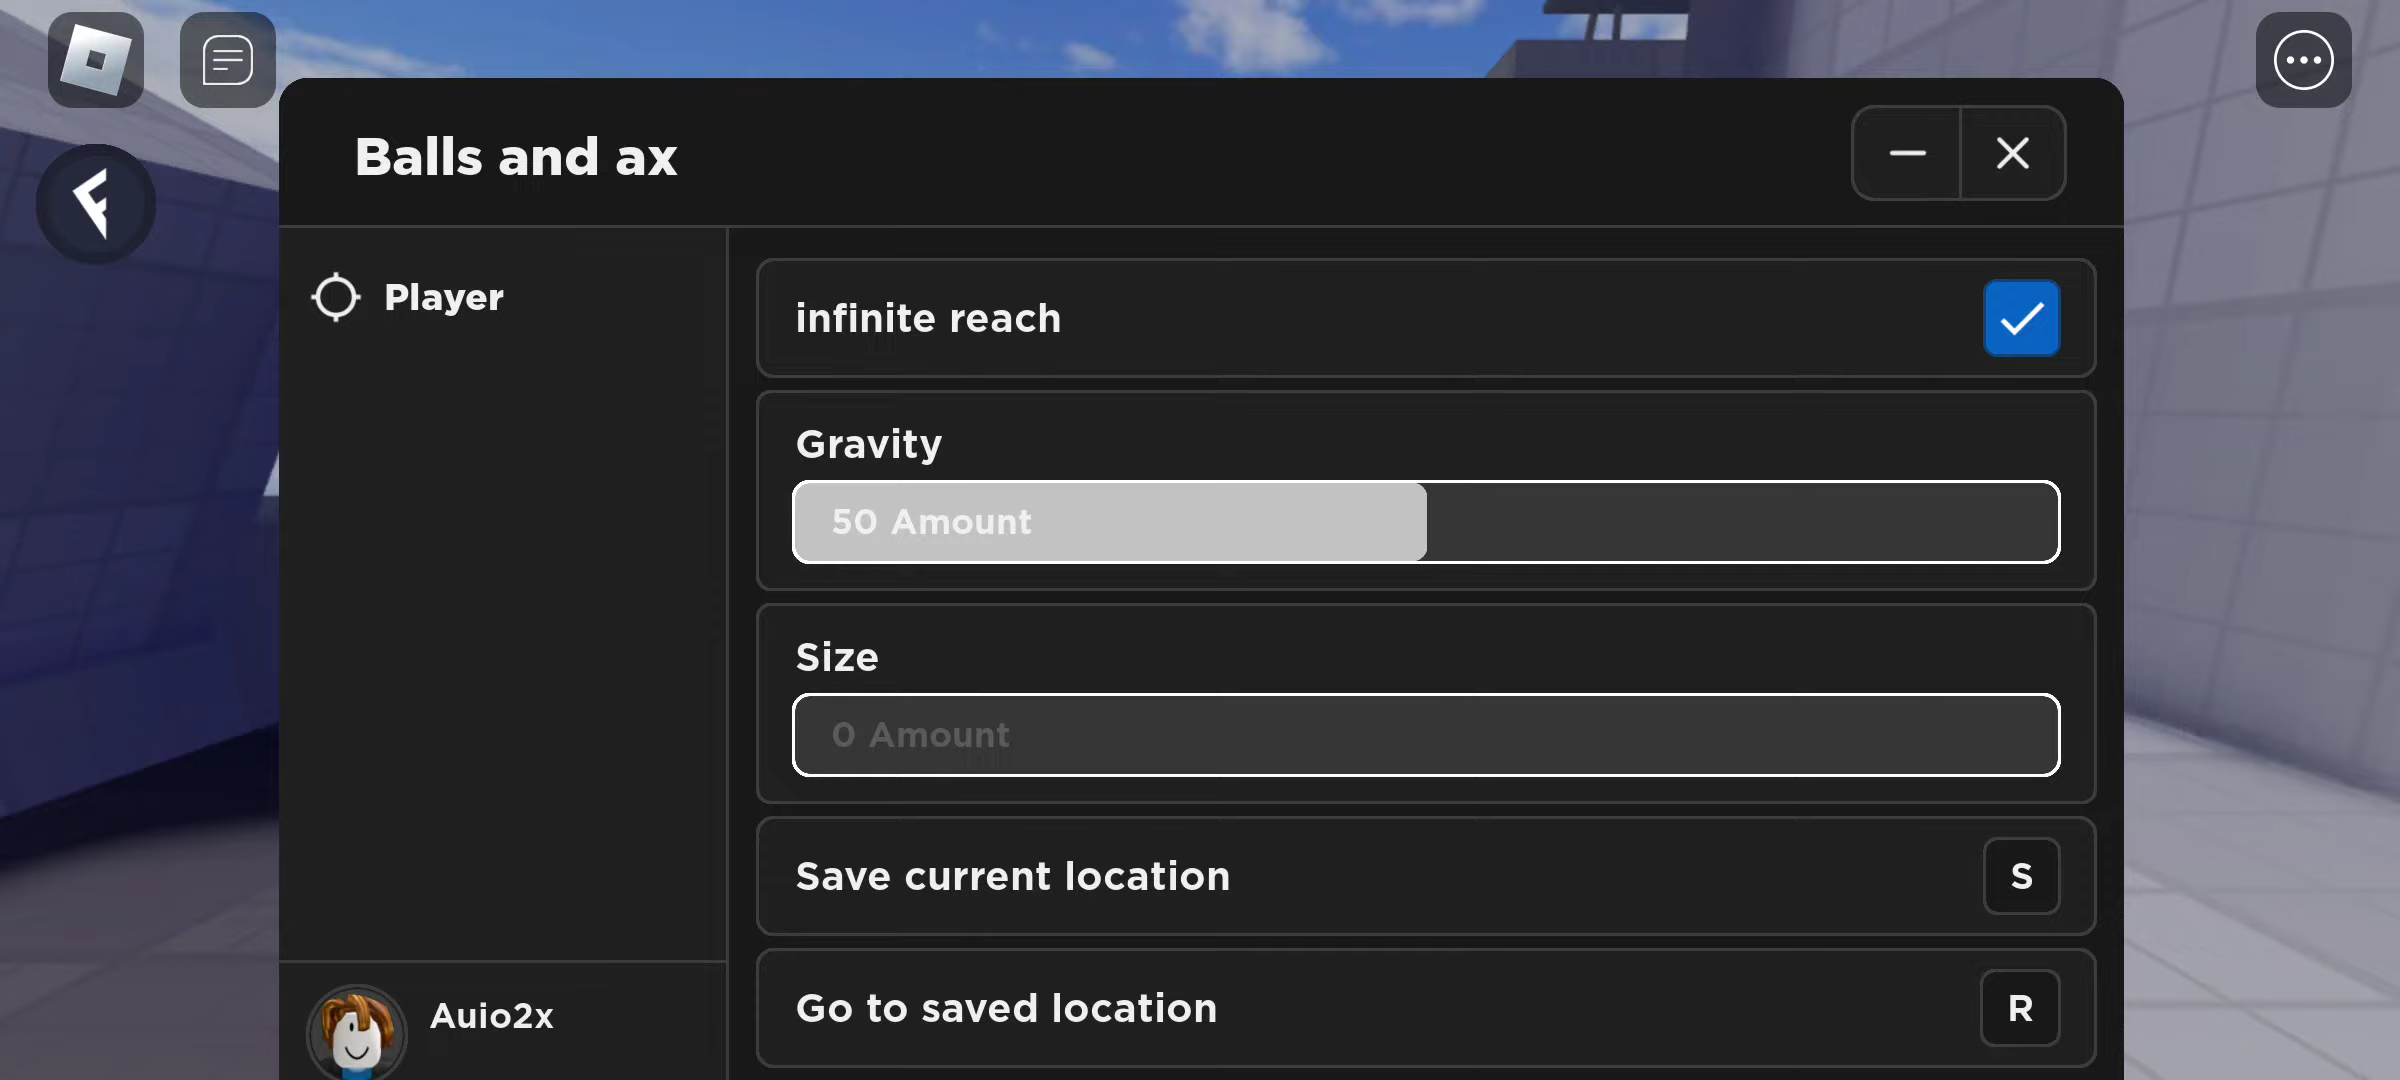 Balls and ax
Player
infinite reach
Gravity
50 Amount
Size
0 Amount
Save current location
S
Go to saved location
R
Auio2x